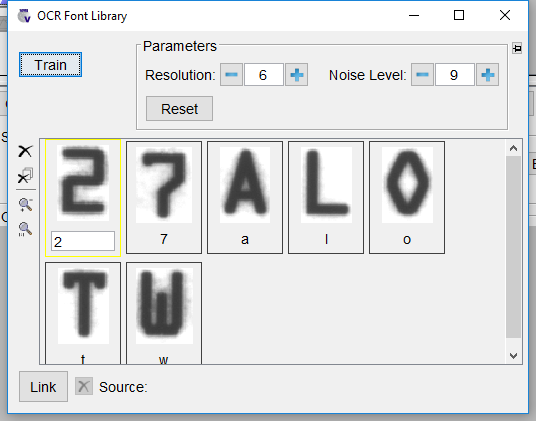 OCR Font Library
Train
Parameters
Resolution: 6 Noise Level: 9
Reset
2 7 A L O
2 7 a l o
T W
t w
Link Source: